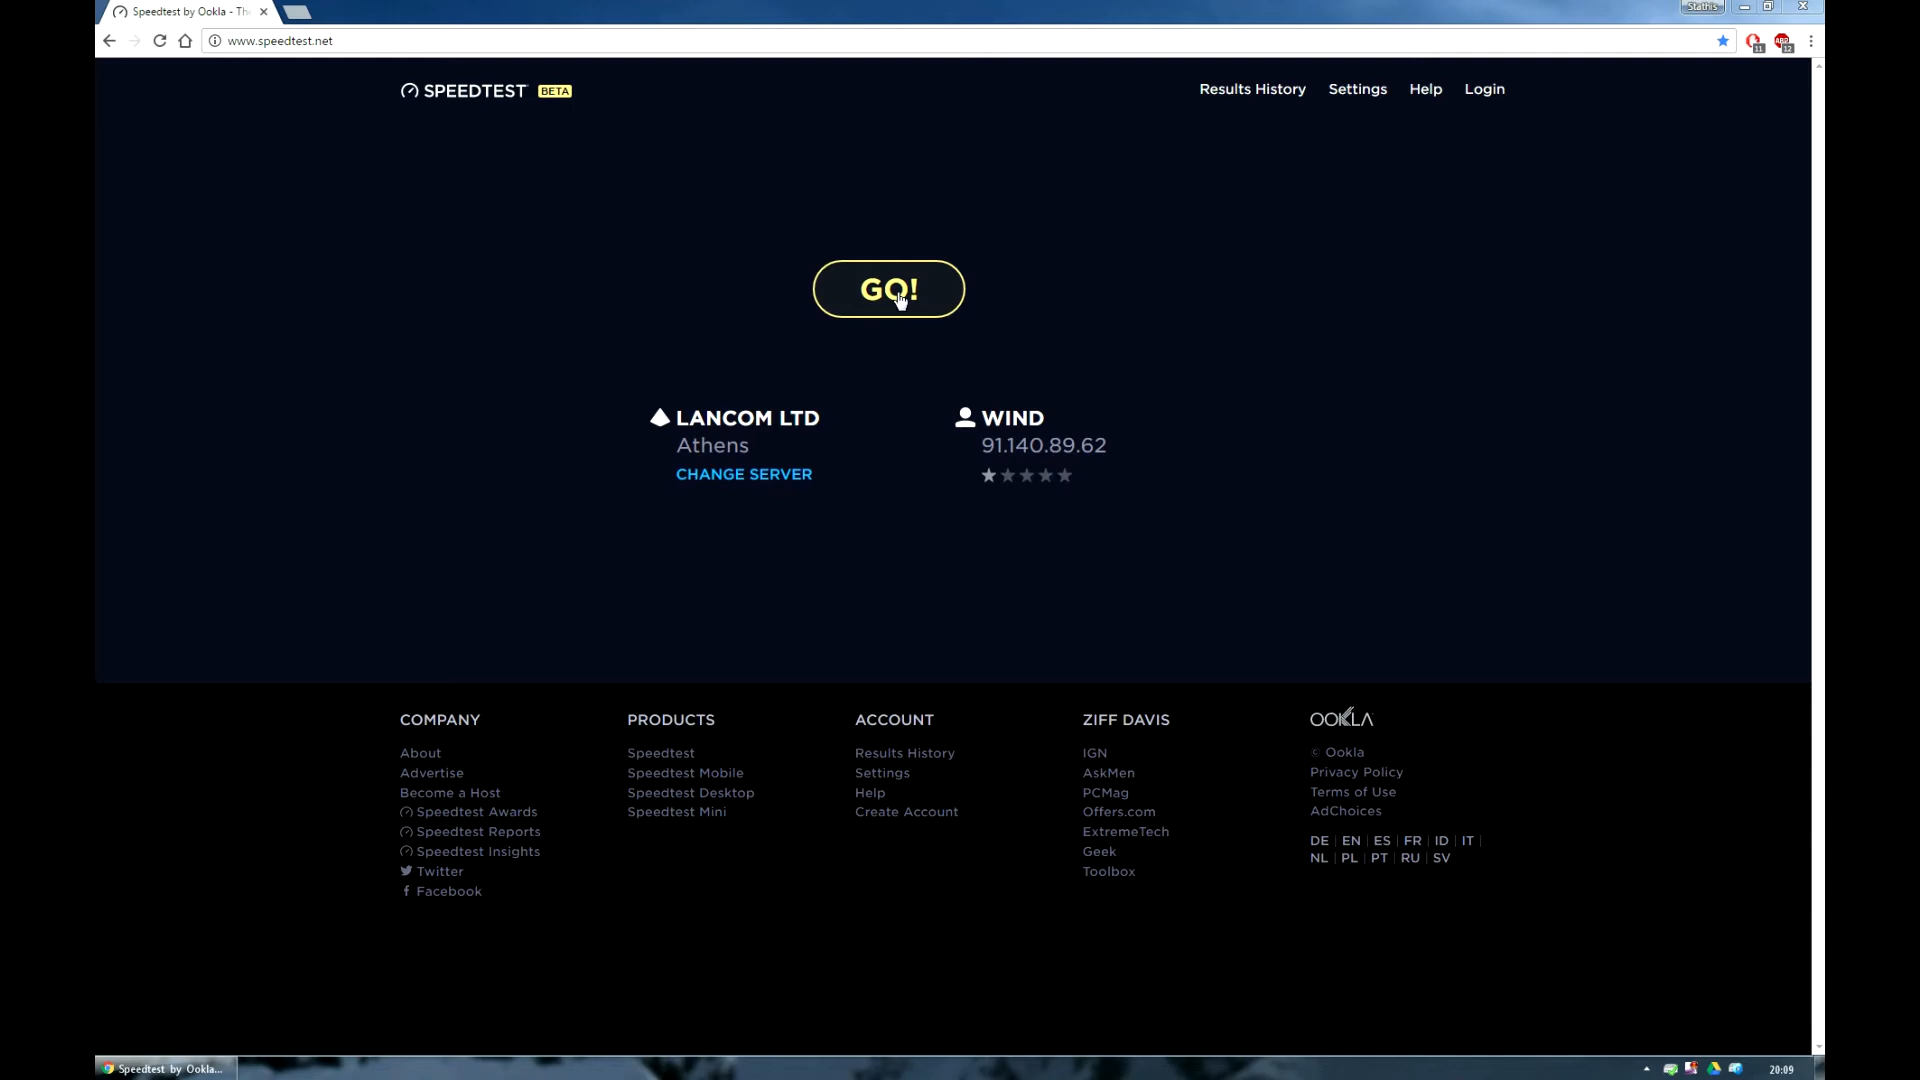 Speedtest by Ookla - Th
Stathis
www.speedtest.net
11
12
SPEEDTEST BETA
Results History Settings Help Login
GO!
LANCOM LTD
Athens
CHANGE SERVER
WIND
91.140.89.62
COMPANY
About
Advertise
Become a Host
Speedtest Awards
Speedtest Reports
Speedtest Insights
Twitter
Facebook
PRODUCTS
Speedtest
Speedtest Mobile
Speedtest Desktop
Speedtest Mini
ACCOUNT
Results History
Settings
Help
Create Account
ZIFF DAVIS
IGN
AskMen
PCMag
Offers.com
ExtremeTech
Geek
Toolbox
OOKLA
© Ookla
Privacy Policy
Terms of Use
AdChoices
DE | EN | ES | FR | ID | IT |
NL | PL | PT | RU | SV
Speedtest by Ookla...
20:09